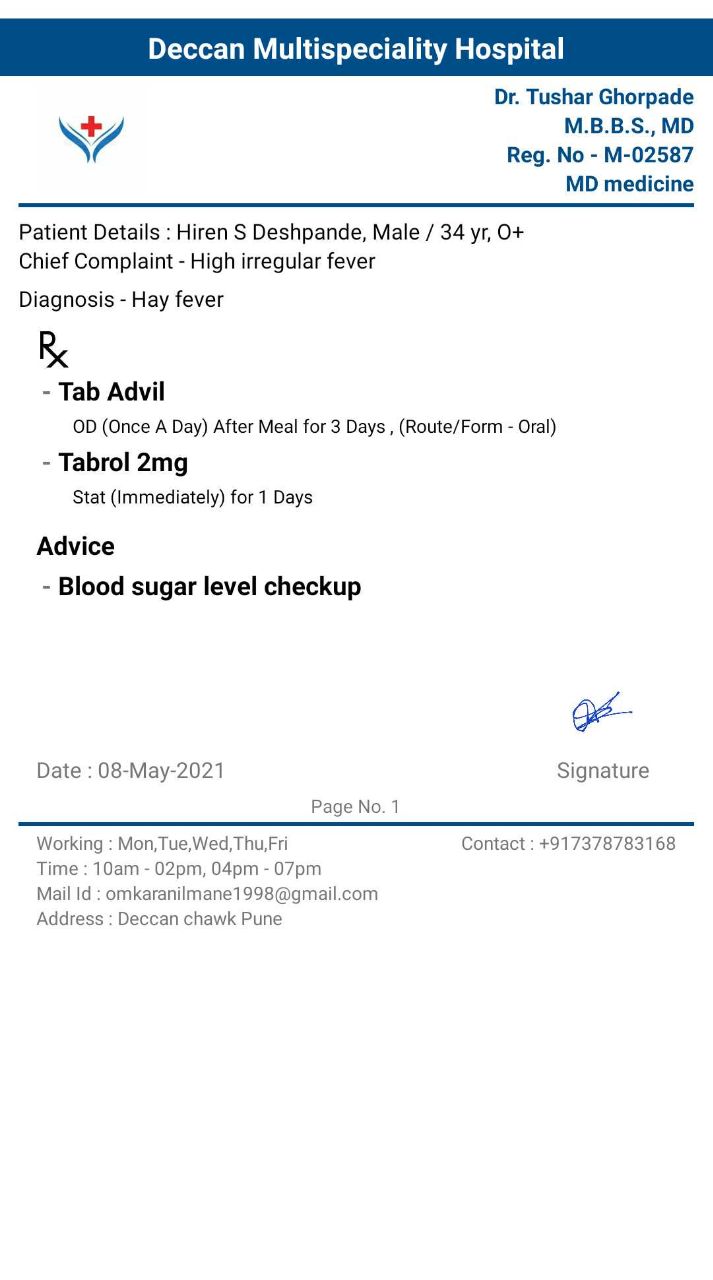 Deccan Multispeciality Hospital
Dr. Tushar Ghorpade
M.B.B.S., MD
Reg. No - M-02587
MD medicine
Patient Details : Hiren S Deshpande, Male / 34 yr, O+
Chief Complaint - High irregular fever
Diagnosis - Hay fever
Rx
- Tab Advil
OD (Once A Day) After Meal for 3 Days , (Route/Form - Oral)
- Tabrol 2mg
Stat (Immediately) for 1 Days
Advice
- Blood sugar level checkup
Date : 08-May-2021
Signature
Page No. 1
Working : Mon,Tue,Wed,Thu,Fri
Contact : +917378783168
Time : 10am - 02pm, 04pm - 07pm
Mail Id : omkaranilmane1998@gmail.com
Address : Deccan chawk Pune